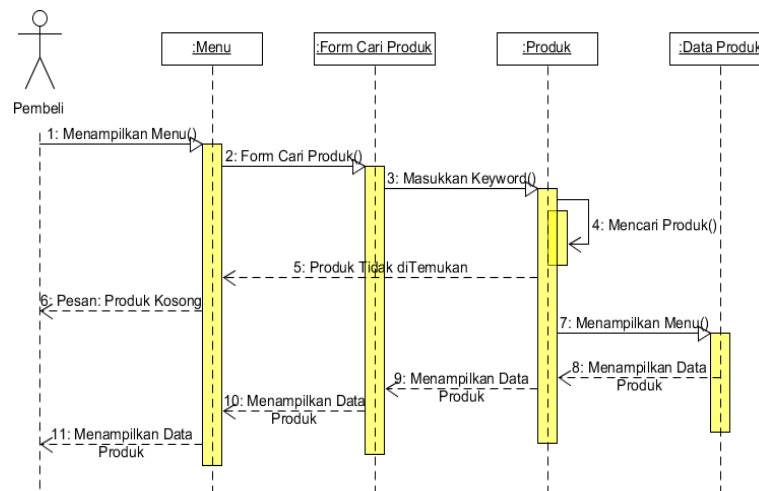 :Menu
:Form Cari Produk
:Produk
:Data Produk
Pembeli
1: Menampilkan Menu()
2: Form Cari Produk()
3: Masukkan Keyword()
4: Mencari Produk()
5: Produk Tidak diTemukan
6: Pesan: Produk Kosong
7: Menampilkan Menu()
8: Menampilkan Data
Produk
9: Menampilkan Data
Produk
10: Menampilkan Data
Produk
11: Menampilkan Data
Produk